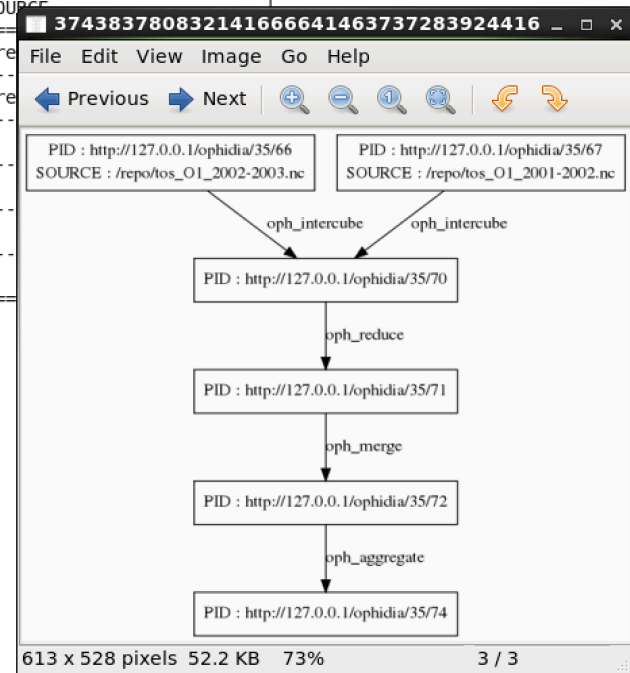 OURCE
37438378083214166664146373728392​4416
File Edit View Image Go Help
Previous Next
PID : http://127.0.0.1/ophidia/35/66
SOURCE : /repo/tos_O1_2002-2003.nc
PID : http://127.0.0.1/ophidia/35/67
SOURCE : /repo/tos_O1_2001-2002.nc
oph_intercube
oph_intercube
PID : http://127.0.0.1/ophidia/35/70
oph_reduce
PID : http://127.0.0.1/ophidia/35/71
oph_merge
PID : http://127.0.0.1/ophidia/35/72
oph_aggregate
PID : http://127.0.0.1/ophidia/35/74
613 x 528 pixels 52.2 KB 73% 3 / 3